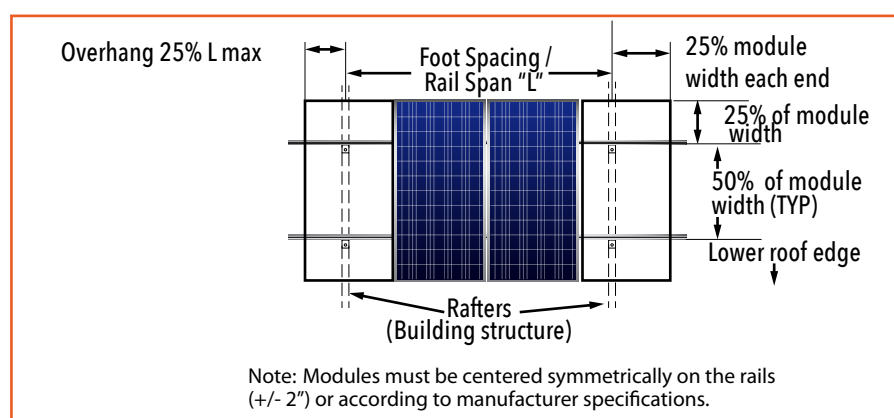 Overhang 25% L max
Foot Spacing /
Rail Span "L"
25% module
width each end
25% of module
width
50% of module
width (TYP)
Lower roof edge
Rafters
(Building structure)
Note: Modules must be centered symmetrically on the rails
(+/- 2") or according to manufacturer specifications.